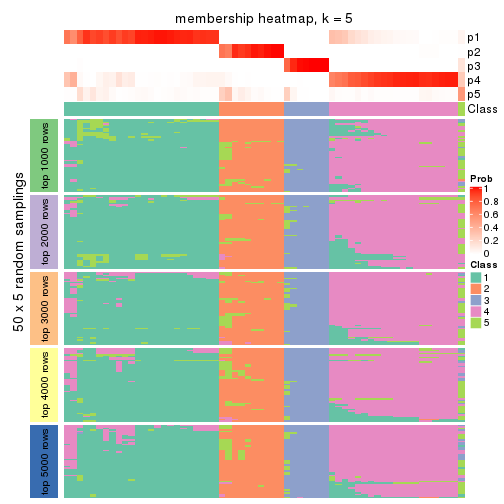 membership heatmap, k = 5
p1
p2
p3
p4
p5
Class
50 x 5 random samplings
top 1000 rows
top 2000 rows
top 3000 rows
top 4000 rows
top 5000 rows
Prob
1
0.8
0.6
0.4
0.2
0
Class
1
2
3
4
5